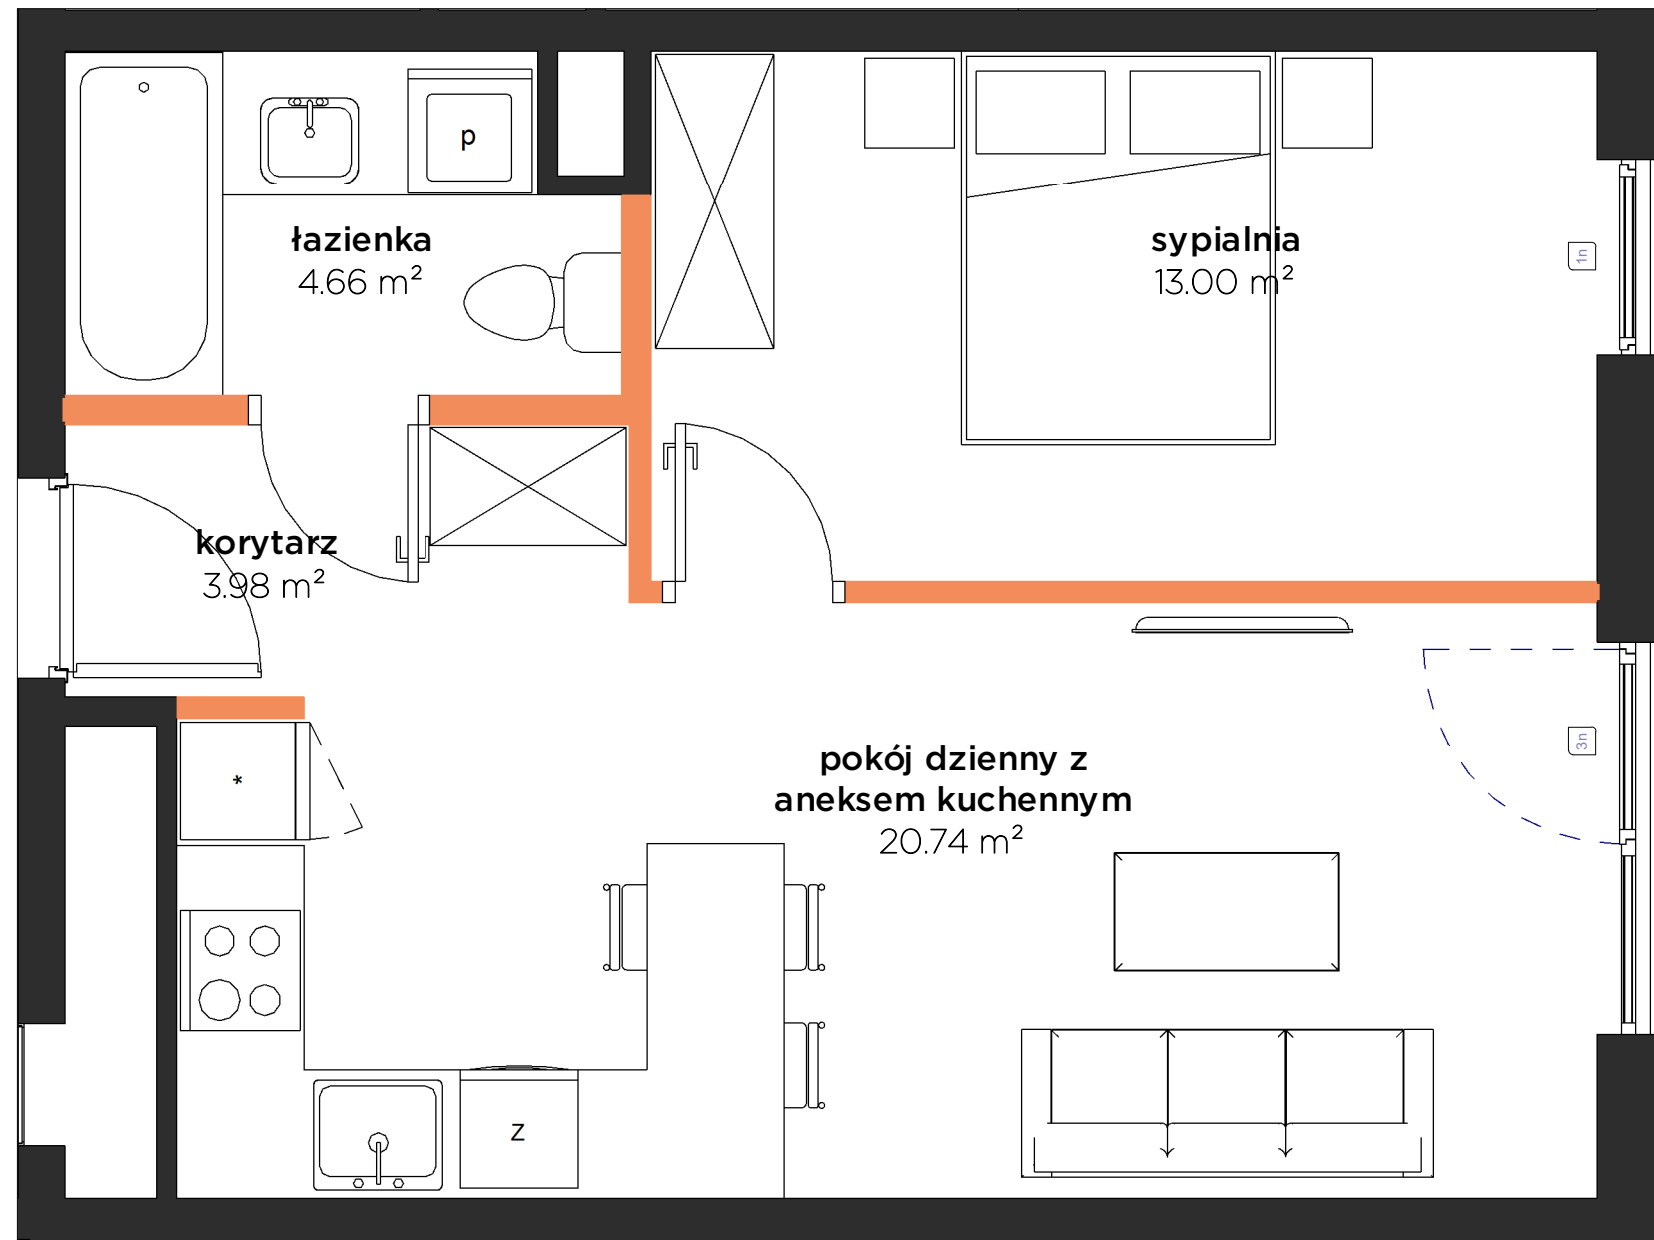 p
łazienka
4.66 m²
sypialnia
13.00 m²
1n
korytarz
3.98 m²
*
pokój dzienny z
aneksem kuchennym
20.74 m²
3n
z